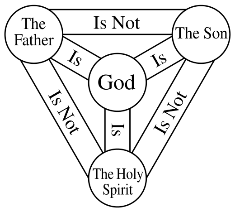 Is Not
The
Father
The Son
Is
Is
God
Is Not
Is Not
Is
The Holy
Spirit